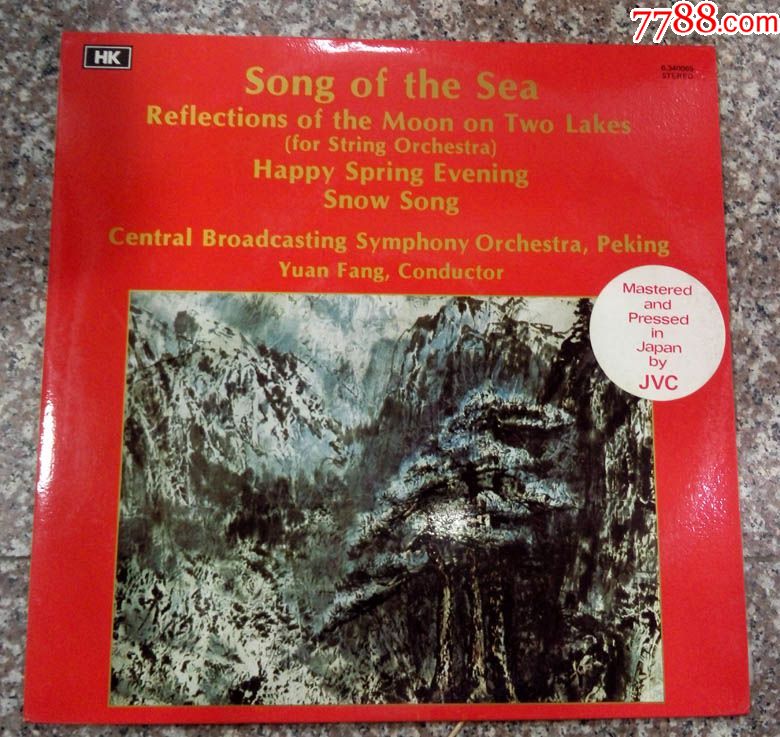 7788.com
HK
6.340065
STEREO
Song of the Sea
Reflections of the Moon on Two Lakes
(for String Orchestra)
Happy Spring Evening
Snow Song
Central Broadcasting Symphony Orchestra, Peking
Yuan Fang, Conductor
Mastered
and
Pressed
in
Japan
by
JVC